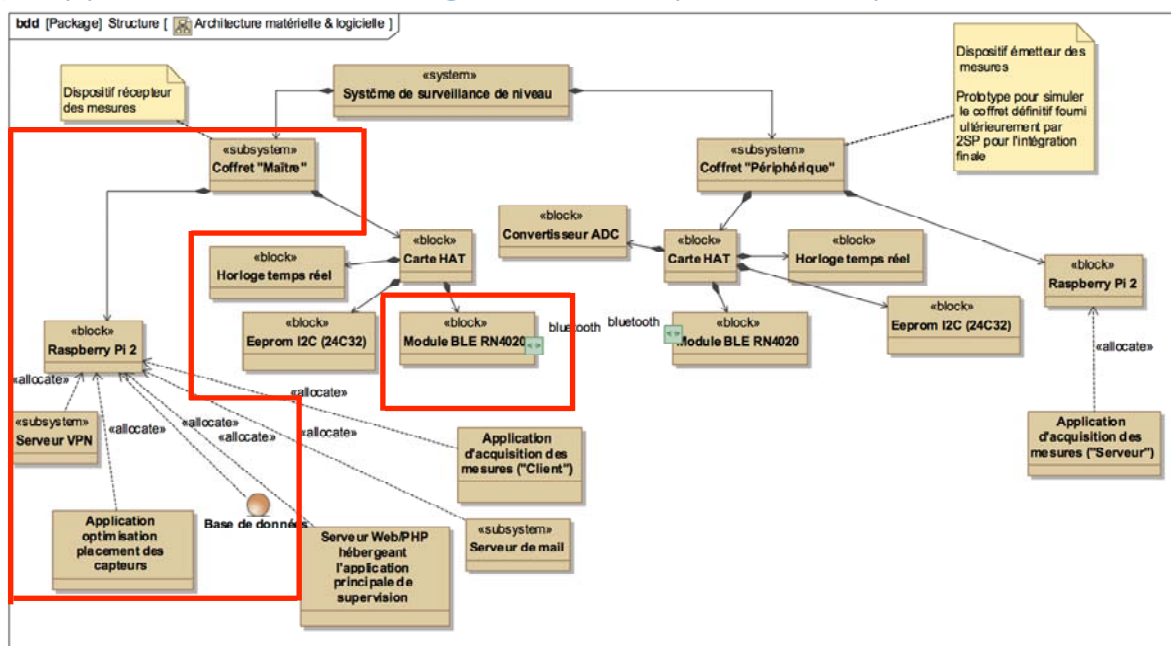 bdd [Package] Structure [ Architecture matérielle & logicielle ]
Dispositif récepteur
des mesures
«system»
Systčme de surveillance de niveau
Dispositif émetteur des
mesures
Prototype pour simuler
le coffret définitif fourni
ultérieurement par
2SP pour l'intégration
finale
«subsystem»
Coffret "Maître"
«subsystem»
Coffret "Périphérique"
«block»
Carte HAT
«block»
Horloge temps réel
«block»
Eeprom I2C (24C32)
«block»
Module BLE RN4020
bluetooth
«block»
Raspberry Pi 2
«block»
Convertisseur ADC
«block»
Carte HAT
«block»
Horloge temps réel
«block»
Raspberry Pi 2
«block»
Eeprom I2C (24C32)
bluetooth
«block»
Module BLE RN4020
«allocate»
«allocate»
«allocate»
«allocate»
«allocate»
«allocate»
«allocate»
«subsystem»
Serveur VPN
Application
optimisation
placement des
capteurs
Base de données
Serveur Web/PHP
hébergeant
l'application
principale de
supervision
Application
d'acquisition des
mesures ("Client")
«subsystem»
Serveur de mail
Application
d'acquisition des
mesures ("Serveur")